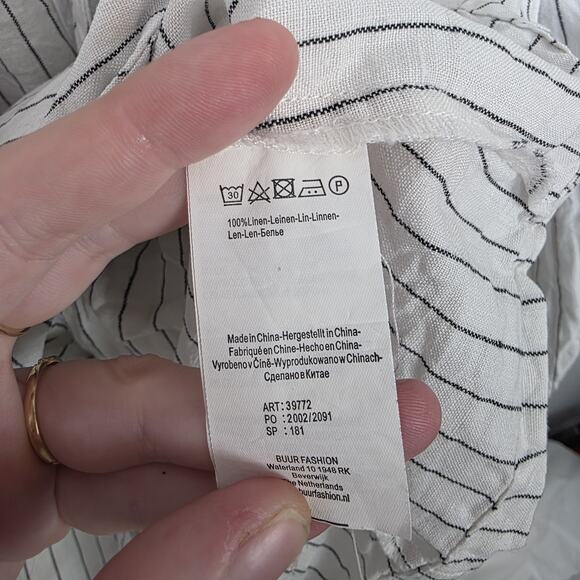 30 P
100%Linen-Leinen-Lin-Linnen-
Len-Len-Белье
Made in China-Hergestellt in China-
Fabriqué en Chine-Hecho en China-
Vyrobeno v Číně-Wyprodukowano w Chinach-
Сделано в Китае
ART: 39772
PO : 2002/2091
SP : 181
BUUR FASHION
Waterland 10 1948 RK
Beverwijk
Netherlands
buurfashion.nl